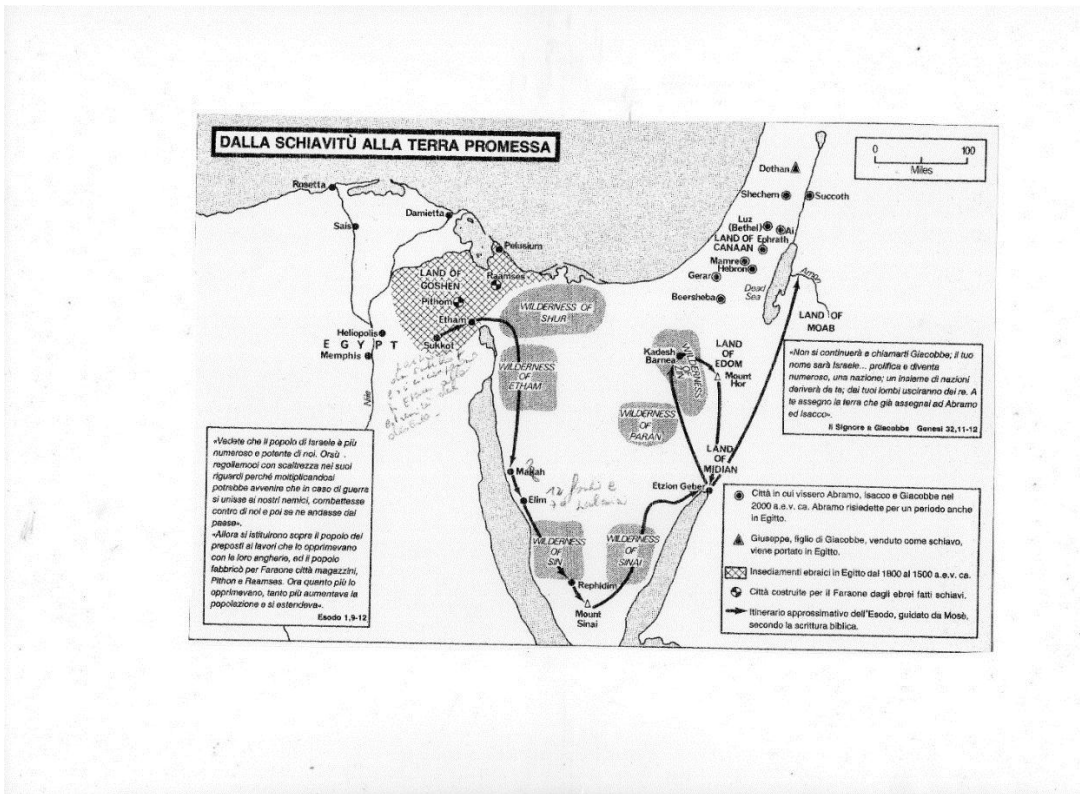 DALLA SCHIAVITÙ ALLA TERRA PROMESSA
0 100
Miles
Rosetta
Sais
Damietta
Pelusium
LAND OF
GOSHEN
Raamses
Pithom
Etham
Sukkot
Heliopolis
EGYPT
Memphis
Nile
WILDERNESS OF
SHUR
WILDERNESS
OF
ETHAM
Marah
Elim
12
WILDERNESS
OF
SIN
Rephidim
Mount
Sinai
WILDERNESS
OF
SINAI
WILDERNESS
OF
PARAN
Kadesh
Barnea
WILDERNESS
LAND
OF
EDOM
Mount
Hor
LAND
OF
MIDIAN
Etzion Geber
Dothan
Shechem
Succoth
Luz
(Bethel)
Ai
LAND OF
CANAAN
Ephrath
Mamre
Hebron
Gerar
Beersheba
Dead
Sea
LAND OF
MOAB
«Non si continuerà a chiamarti Giacobbe; il tuo
nome sarà Israele... prolifica e diventa
numeroso, una nazione; un insieme di nazioni
deriverà da te; dai tuoi lombi usciranno dei re. A
te assegno la terra che già assegnai ad Abramo
ed Isacco».
Il Signore a Giacobbe Genesi 32,11-12
«Vedete che il popolo di Israele è più
numeroso e potente di noi. Orsù
regoliamoci con scaltrezza nei suoi
riguardi perché moltiplicandosi
potrebbe avvenire che in caso di guerra
si unisse ai nostri nemici, combattesse
contro di noi e poi se ne andasse dal
paese».
«Allora si istituirono sopra il popolo dei
preposti ai lavori che lo opprimevano
con le loro angherie, ed il popolo
fabbricò per Faraone città magazzini,
Pithon e Raamses. Ora quanto più lo
opprimevano, tanto più aumentava la
popolazione e si estendeva».
Esodo 1,9-12
Città in cui vissero Abramo, Isacco e Giacobbe nel
2000 a.e.v. ca. Abramo risiedette per un periodo anche
in Egitto.
Giuseppe, figlio di Giacobbe, venduto come schiavo,
viene portato in Egitto.
Insediamenti ebraici in Egitto dal 1800 al 1500 a.e.v. ca.
Città costruite per il Faraone dagli ebrei fatti schiavi.
Itinerario approssimativo dell'Esodo, guidato da Mosè,
secondo la scrittura biblica.